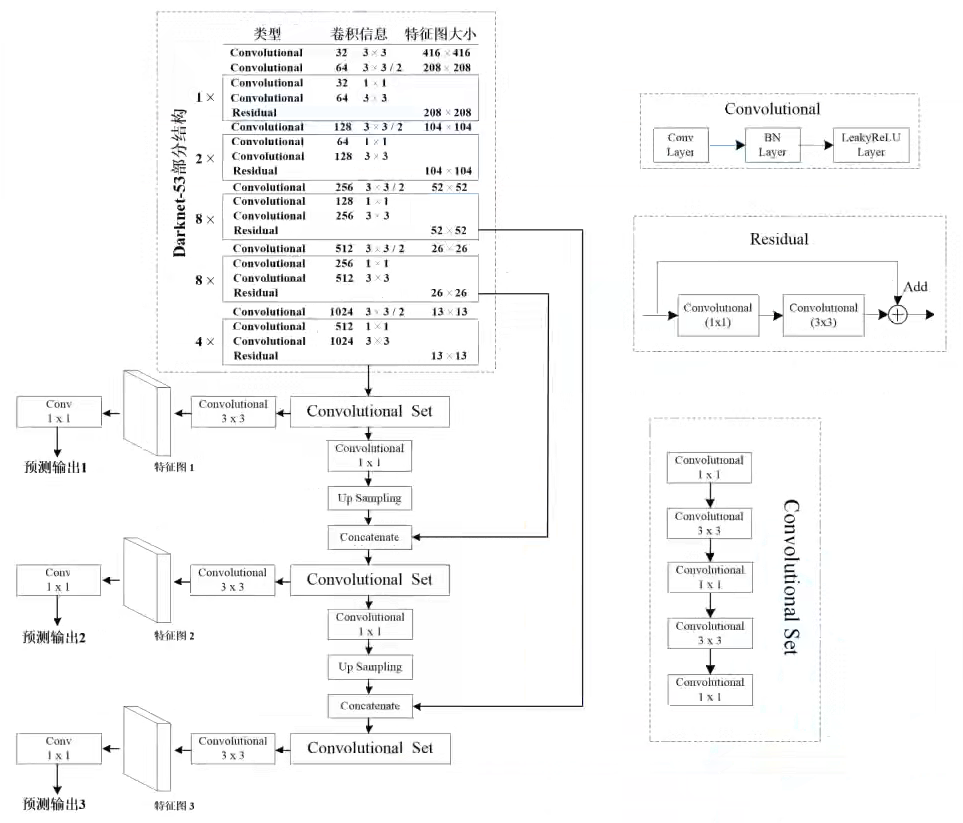 类型 卷积信息 特征图大小
Convolutional 32 3×3 416×416
Convolutional 64 3×3/2 208×208
1×
Convolutional 32 1×1
Convolutional 64 3×3
Residual 208×208
Convolutional 128 3×3/2 104×104
2×
Convolutional 64 1×1
Convolutional 128 3×3
Residual 104×104
Convolutional 256 3×3/2 52×52
8×
Convolutional 128 1×1
Convolutional 256 3×3
Residual 52×52
Convolutional 512 3×3/2 26×26
8×
Convolutional 256 1×1
Convolutional 512 3×3
Residual 26×26
Convolutional 1024 3×3/2 13×13
4×
Convolutional 512 1×1
Convolutional 1024 3×3
Residual 13×13
Darknet-53部分结构
Convolutional Set
Convolutional
3 x 3
特征图 1
Conv
1 x 1
预测输出1
Convolutional
1 x 1
Up Sampling
Concatenate
Convolutional Set
Convolutional
3 x 3
特征图 2
Conv
1 x 1
预测输出2
Convolutional
1 x 1
Up Sampling
Concatenate
Convolutional Set
Convolutional
3 x 3
特征图 3
Conv
1 x 1
预测输出3
Convolutional
Conv
Layer
BN
Layer
LeakyReLU
Layer
Residual
Add
Convolutional
(1x1)
Convolutional
(3x3)
Convolutional
1 x 1
Convolutional
3 x 3
Convolutional
1 x 1
Convolutional
3 x 3
Convolutional
1 x 1
Convolutional Set